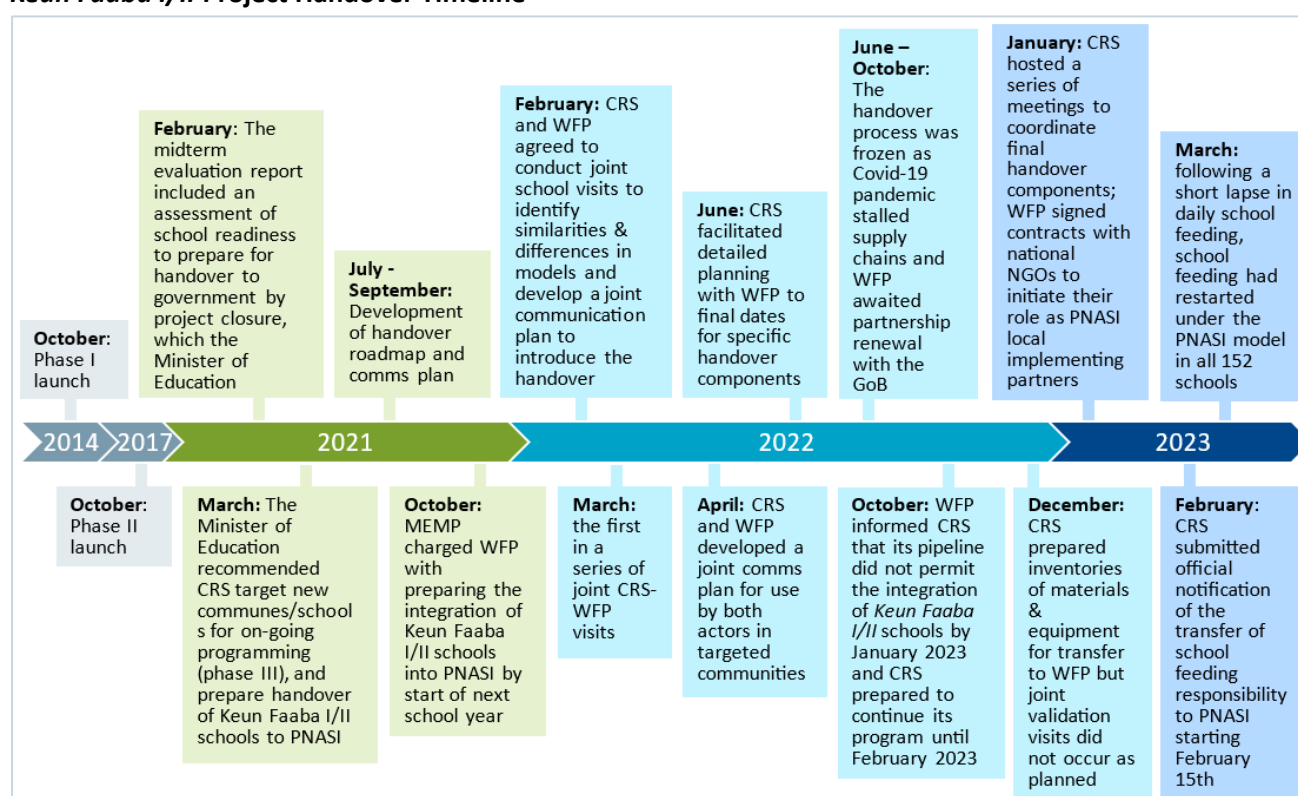 Keun Faaba I/II Project Handover Timeline
October:
Phase I
launch
February: The
midterm
evaluation report
included an
assessment of
school readiness
to prepare for
handover to
government by
project closure,
which the
Minister of
Education
July -
September:
Development of
handover
roadmap and
comms plan
February: CRS
and WFP
agreed to
conduct joint
school visits to
identify
similarities &
differences in
models and
develop a joint
communication
plan to
introduce the
handover
June: CRS
facilitated
detailed
planning
with WFP to
final dates
for specific
handover
components
June –
October:
The
handover
process was
frozen as
Covid-19
pandemic
stalled
supply
chains and
WFP
awaited
partnership
renewal
with the
GoB
January: CRS
hosted a
series of
meetings to
coordinate
final
handover
components;
WFP signed
contracts with
national
NGOs to
initiate their
role as PNASI
local
implementing
partners
March:
following a
short lapse in
daily school
feeding,
school
feeding had
restarted
under the
PNASI model
in all 152
schools
2014
2017
2021
2022
2023
October:
Phase II
launch
March: The
Minister of
Education
recommended
CRS target new
communes/school
s for on-going
programming
(phase III), and
prepare handover
of Keun Faaba I/II
schools to PNASI
October:
MEMP
charged WFP
with
preparing the
integration of
Keun Faaba
I/II schools
into PNASI by
start of next
school year
March:
the first
in a
series of
joint CRS-
WFP
visits
April: CRS
and WFP
developed a
joint comms
plan for use
by both
actors in
targeted
communities
October: WFP
informed CRS
that its pipeline
did not permit
the integration
of Keun Faaba
I/II schools by
January 2023
and CRS
prepared to
continue its
program until
February 2023
December:
CRS
prepared
inventories
of materials
&
equipment
for transfer
to WFP but
joint
validation
visits did
not occur as
planned
February:
CRS
submitted
official
notification
of the
transfer of
school
feeding
responsibility
to PNASI
starting
February
15th